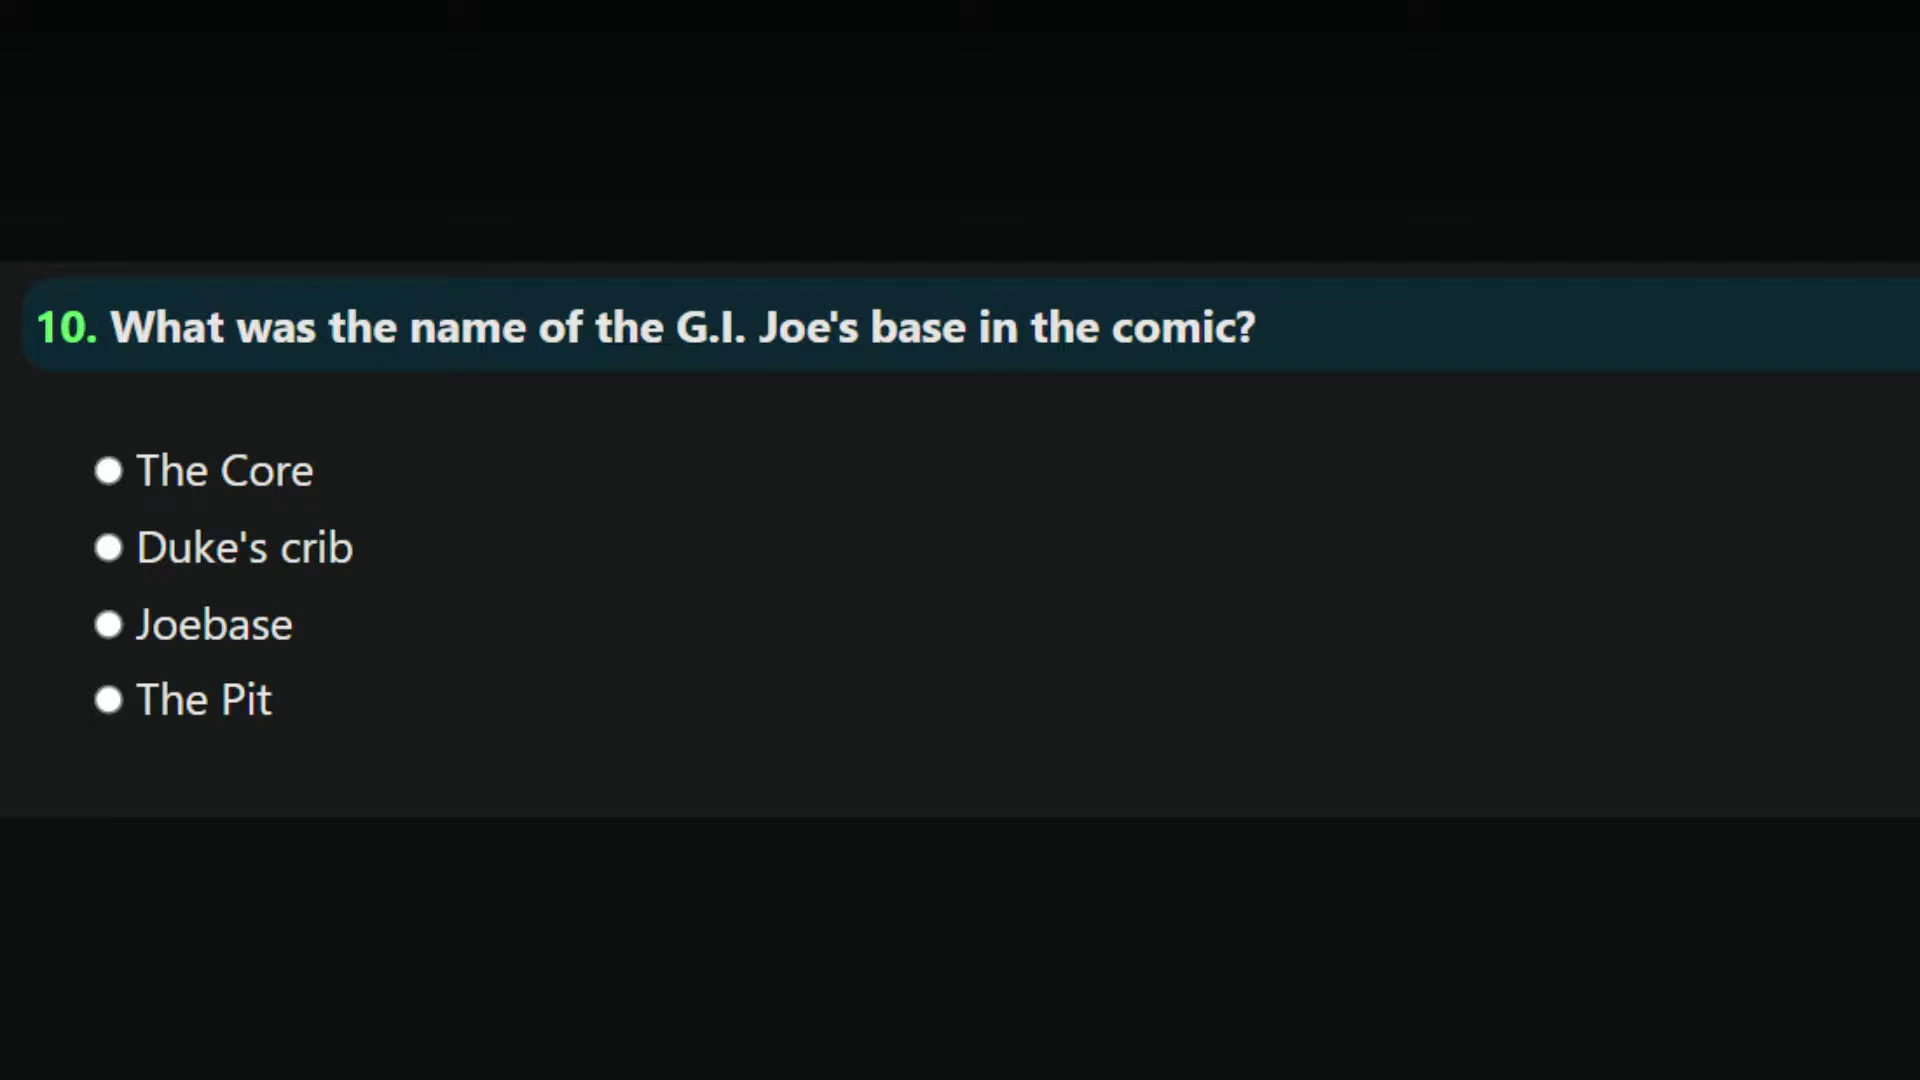 10. What was the name of the G.I. Joe's base in the comic?
The Core
Duke's crib
Joebase
The Pit